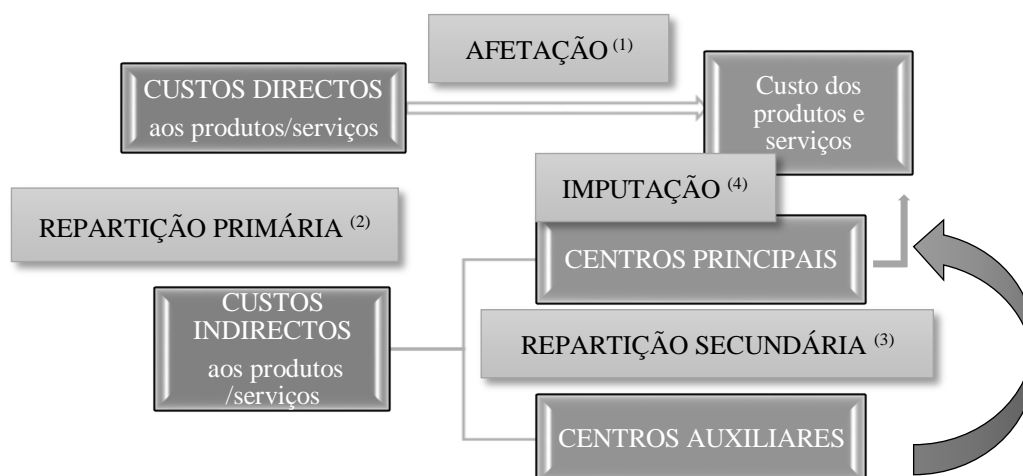 AFETAÇÃO (1)
CUSTOS DIRECTOS
aos produtos/serviços
Custo dos
produtos e
serviços
IMPUTAÇÃO (4)
REPARTIÇÃO PRIMÁRIA (2)
CENTROS PRINCIPAIS
CUSTOS
INDIRECTOS
aos produtos
/serviços
REPARTIÇÃO SECUNDÁRIA (3)
CENTROS AUXILIARES